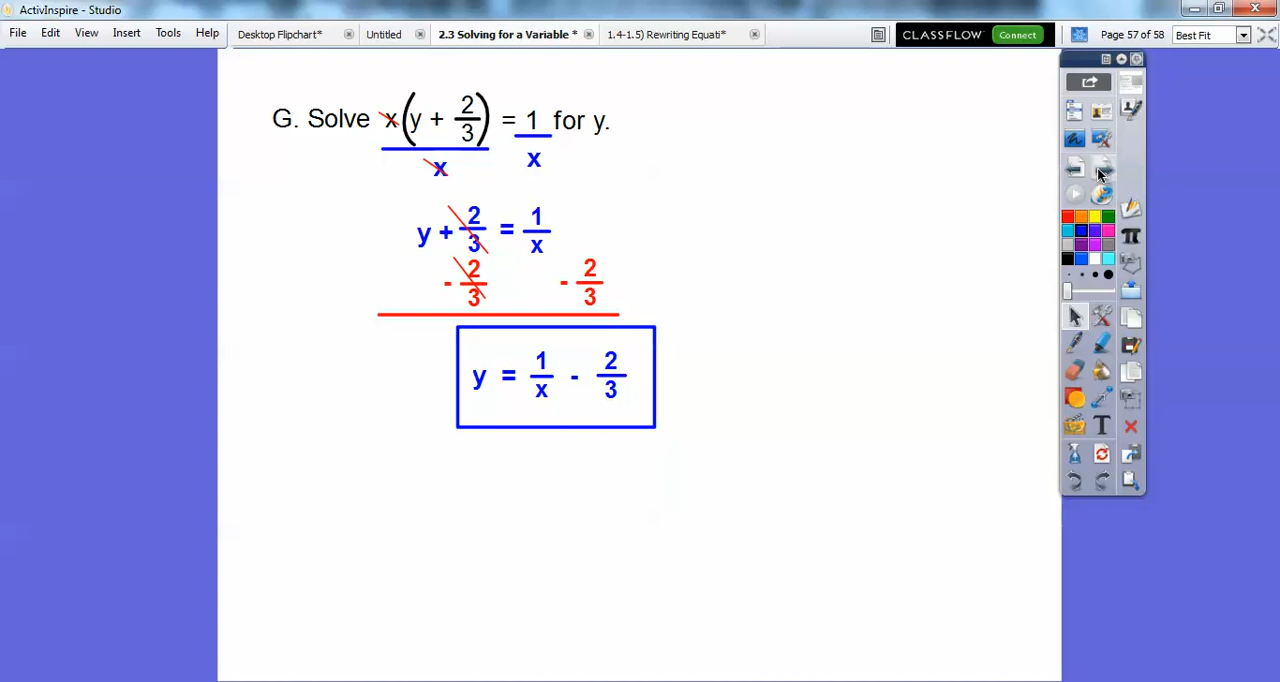 ActivInspire - Studio
File Edit View Insert Tools Help
Desktop Flipchart* Untitled 2.3 Solving for a Variable * 1.4-1.5) Rewriting Equati*
CLASSFLOW Connect
Page 57 of 58 Best Fit
G. Solve x(y + 2/3) = 1 for y.
x x
y + 2/3 = 1/x
- 2/3 - 2/3
y = 1/x - 2/3